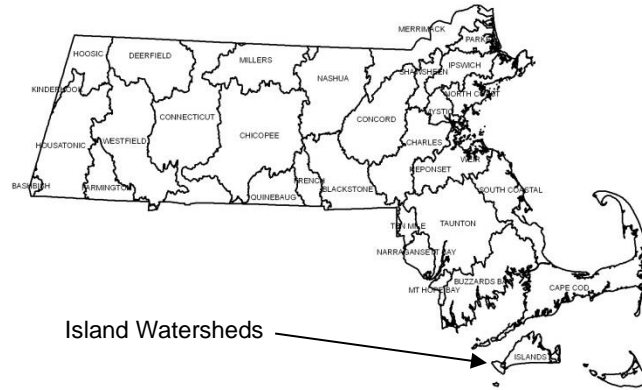 MERRIMACK
HOOSIC
DEERFIELD
MILLERS
NASHUA
PARKER
SHAWSHEEN
IPSWICH
KINDERHOOK
NORTH COAST
CONNECTICUT
CONCORD
MYSTIC
CHICOPEE
HOUSATONIC
WESTFIELD
CHARLES
WEIR
NEPONSET
BASHBISH
FARMINGTON
QUINEBAUG
FRENCH
BLACKSTONE
SOUTH COASTAL
TEN MILE
TAUNTON
NARRAGANSETT BAY
BUZZARDS BAY
MT HOPE BAY
CAPE COD
Island Watersheds
ISLANDS